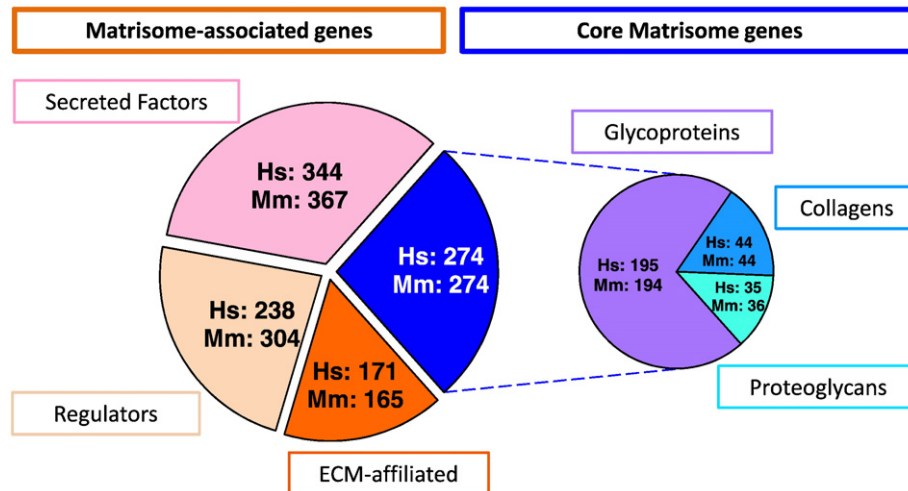 Matrisome-associated genes
Core Matrisome genes
Secreted Factors
Hs: 344
Mm: 367
Hs: 274
Mm: 274
Hs: 238
Mm: 304
Hs: 171
Mm: 165
Regulators
ECM-affiliated
Glycoproteins
Collagens
Hs: 195
Mm: 194
Hs: 44
Mm: 44
Hs: 35
Mm: 36
Proteoglycans